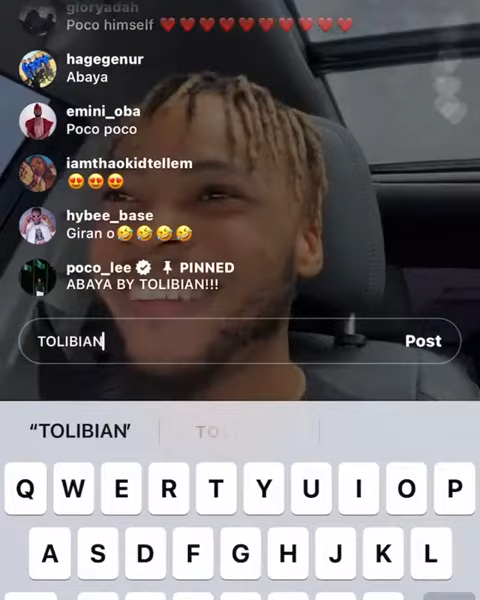 gloryadah
Poco himself ❤️❤️❤️❤️❤️❤️❤️❤️❤️❤️
hagegenur
Abaya
emini_oba
Poco poco
iamthaokidtellem
😍😍😍
hybee_base
Giran o🤣🤣🤣🤣
poco_lee PINNED
ABAYA BY TOLIBIAN!!!
TOLIBIAN Post
“TOLIBIAN’
Q W E R T Y U I O P
A S D F G H J K L